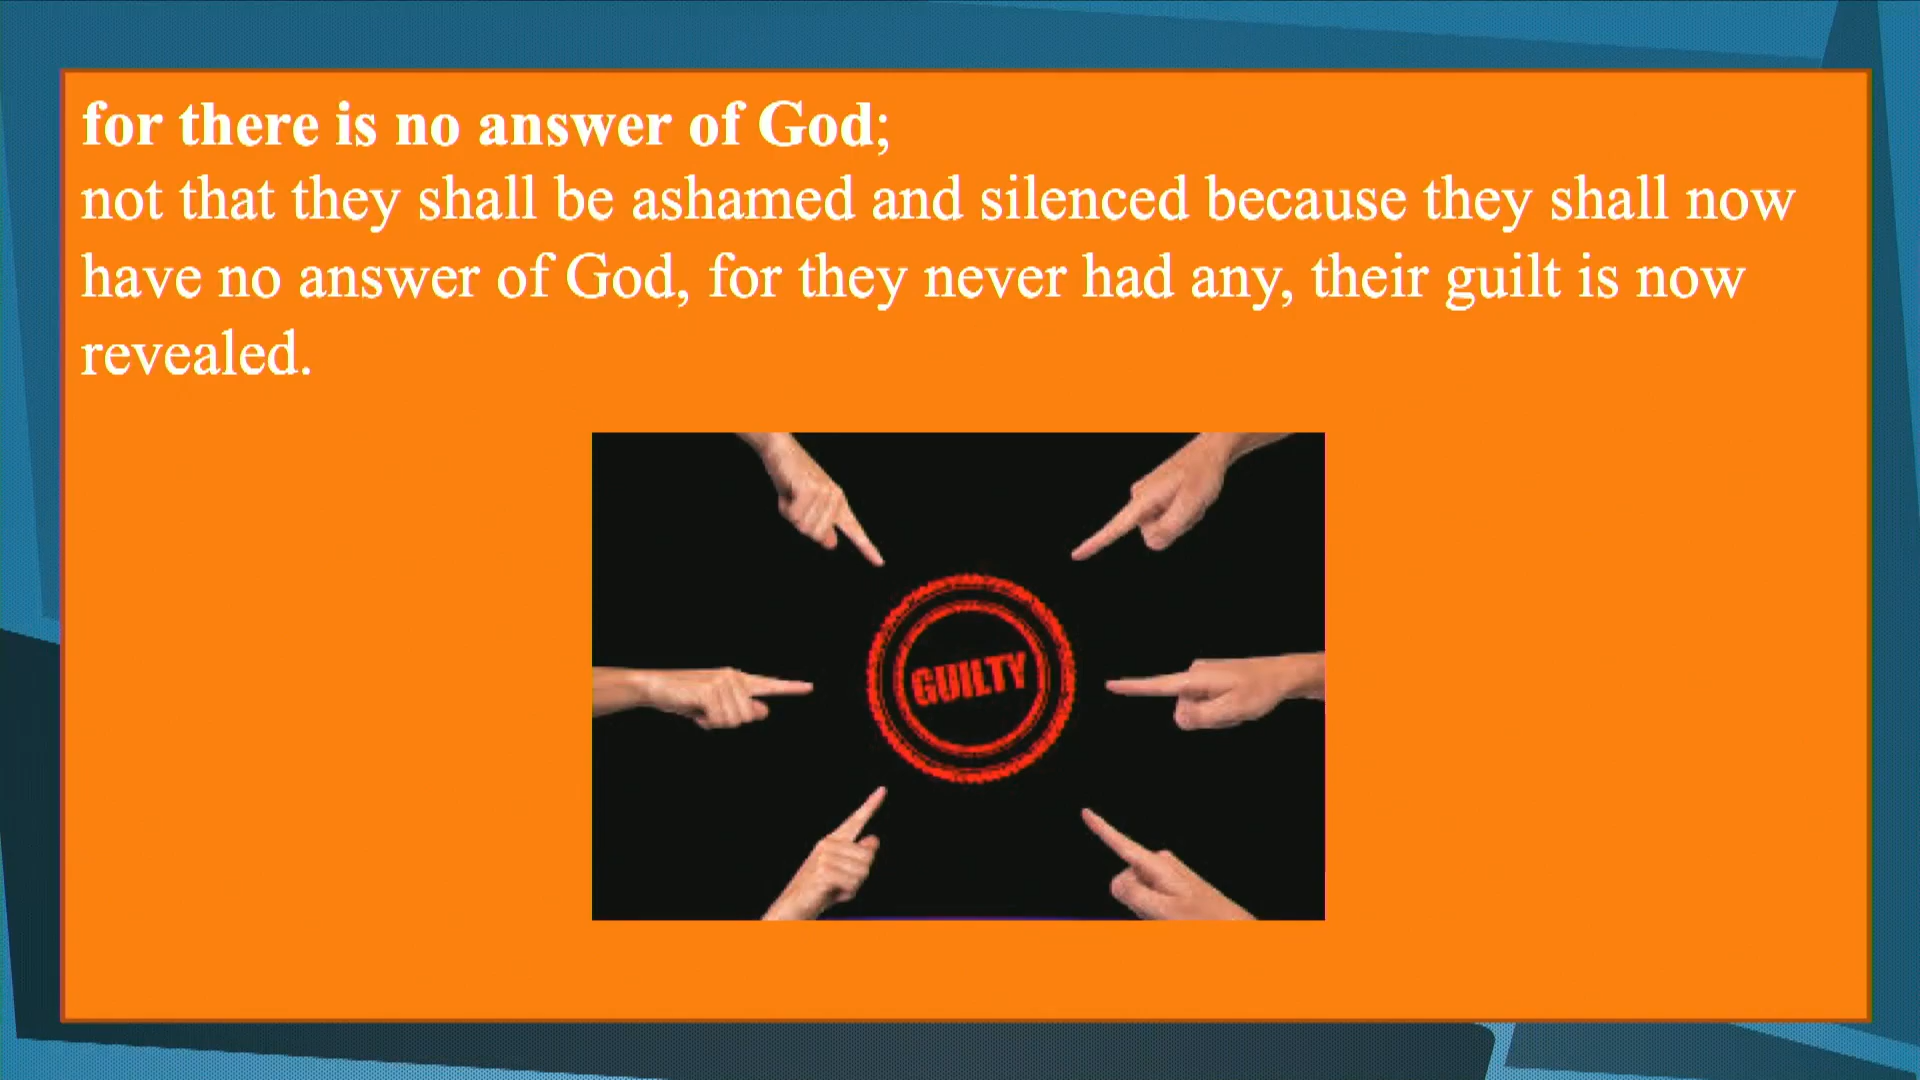 for there is no answer of God;
not that they shall be ashamed and silenced because they shall now
have no answer of God, for they never had any, their guilt is now
revealed.
GUILTY